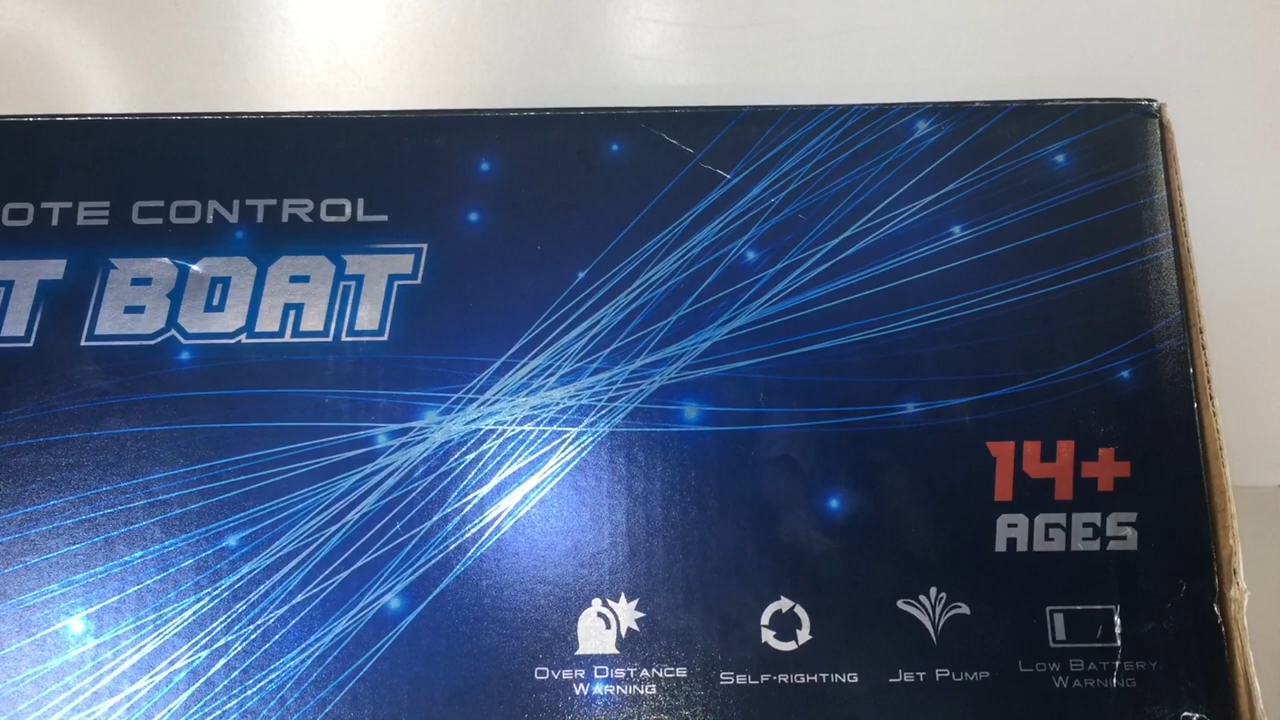 OTE CONTROL
T BOAT
14+
AGES
OVER DISTANCE
WARNING
SELF-RIGHTING
JET PUMP
LOW BATTERY
WARNING